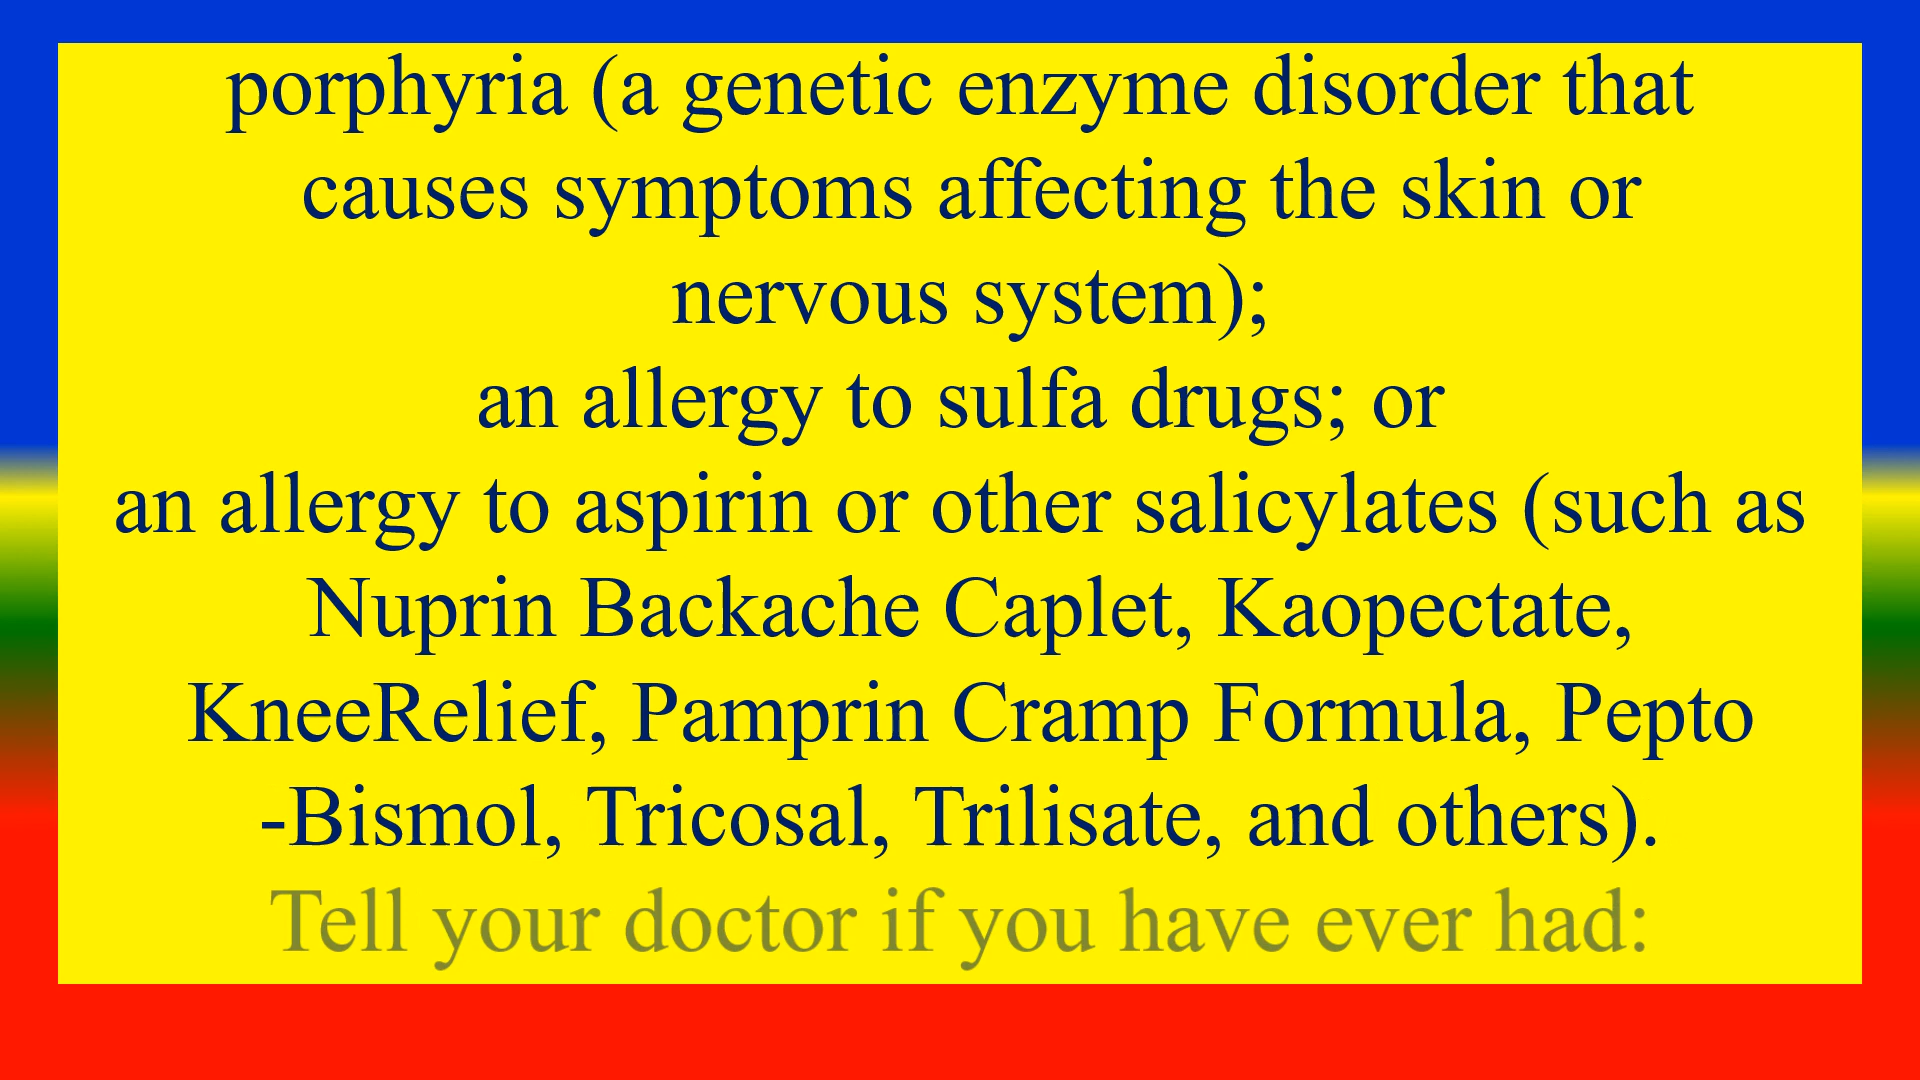 porphyria (a genetic enzyme disorder that
causes symptoms affecting the skin or
nervous system);
an allergy to sulfa drugs; or
an allergy to aspirin or other salicylates (such as
Nuprin Backache Caplet, Kaopectate,
KneeRelief, Pamprin Cramp Formula, Pepto
-Bismol, Tricosal, Trilisate, and others).
Tell your doctor if you have ever had: